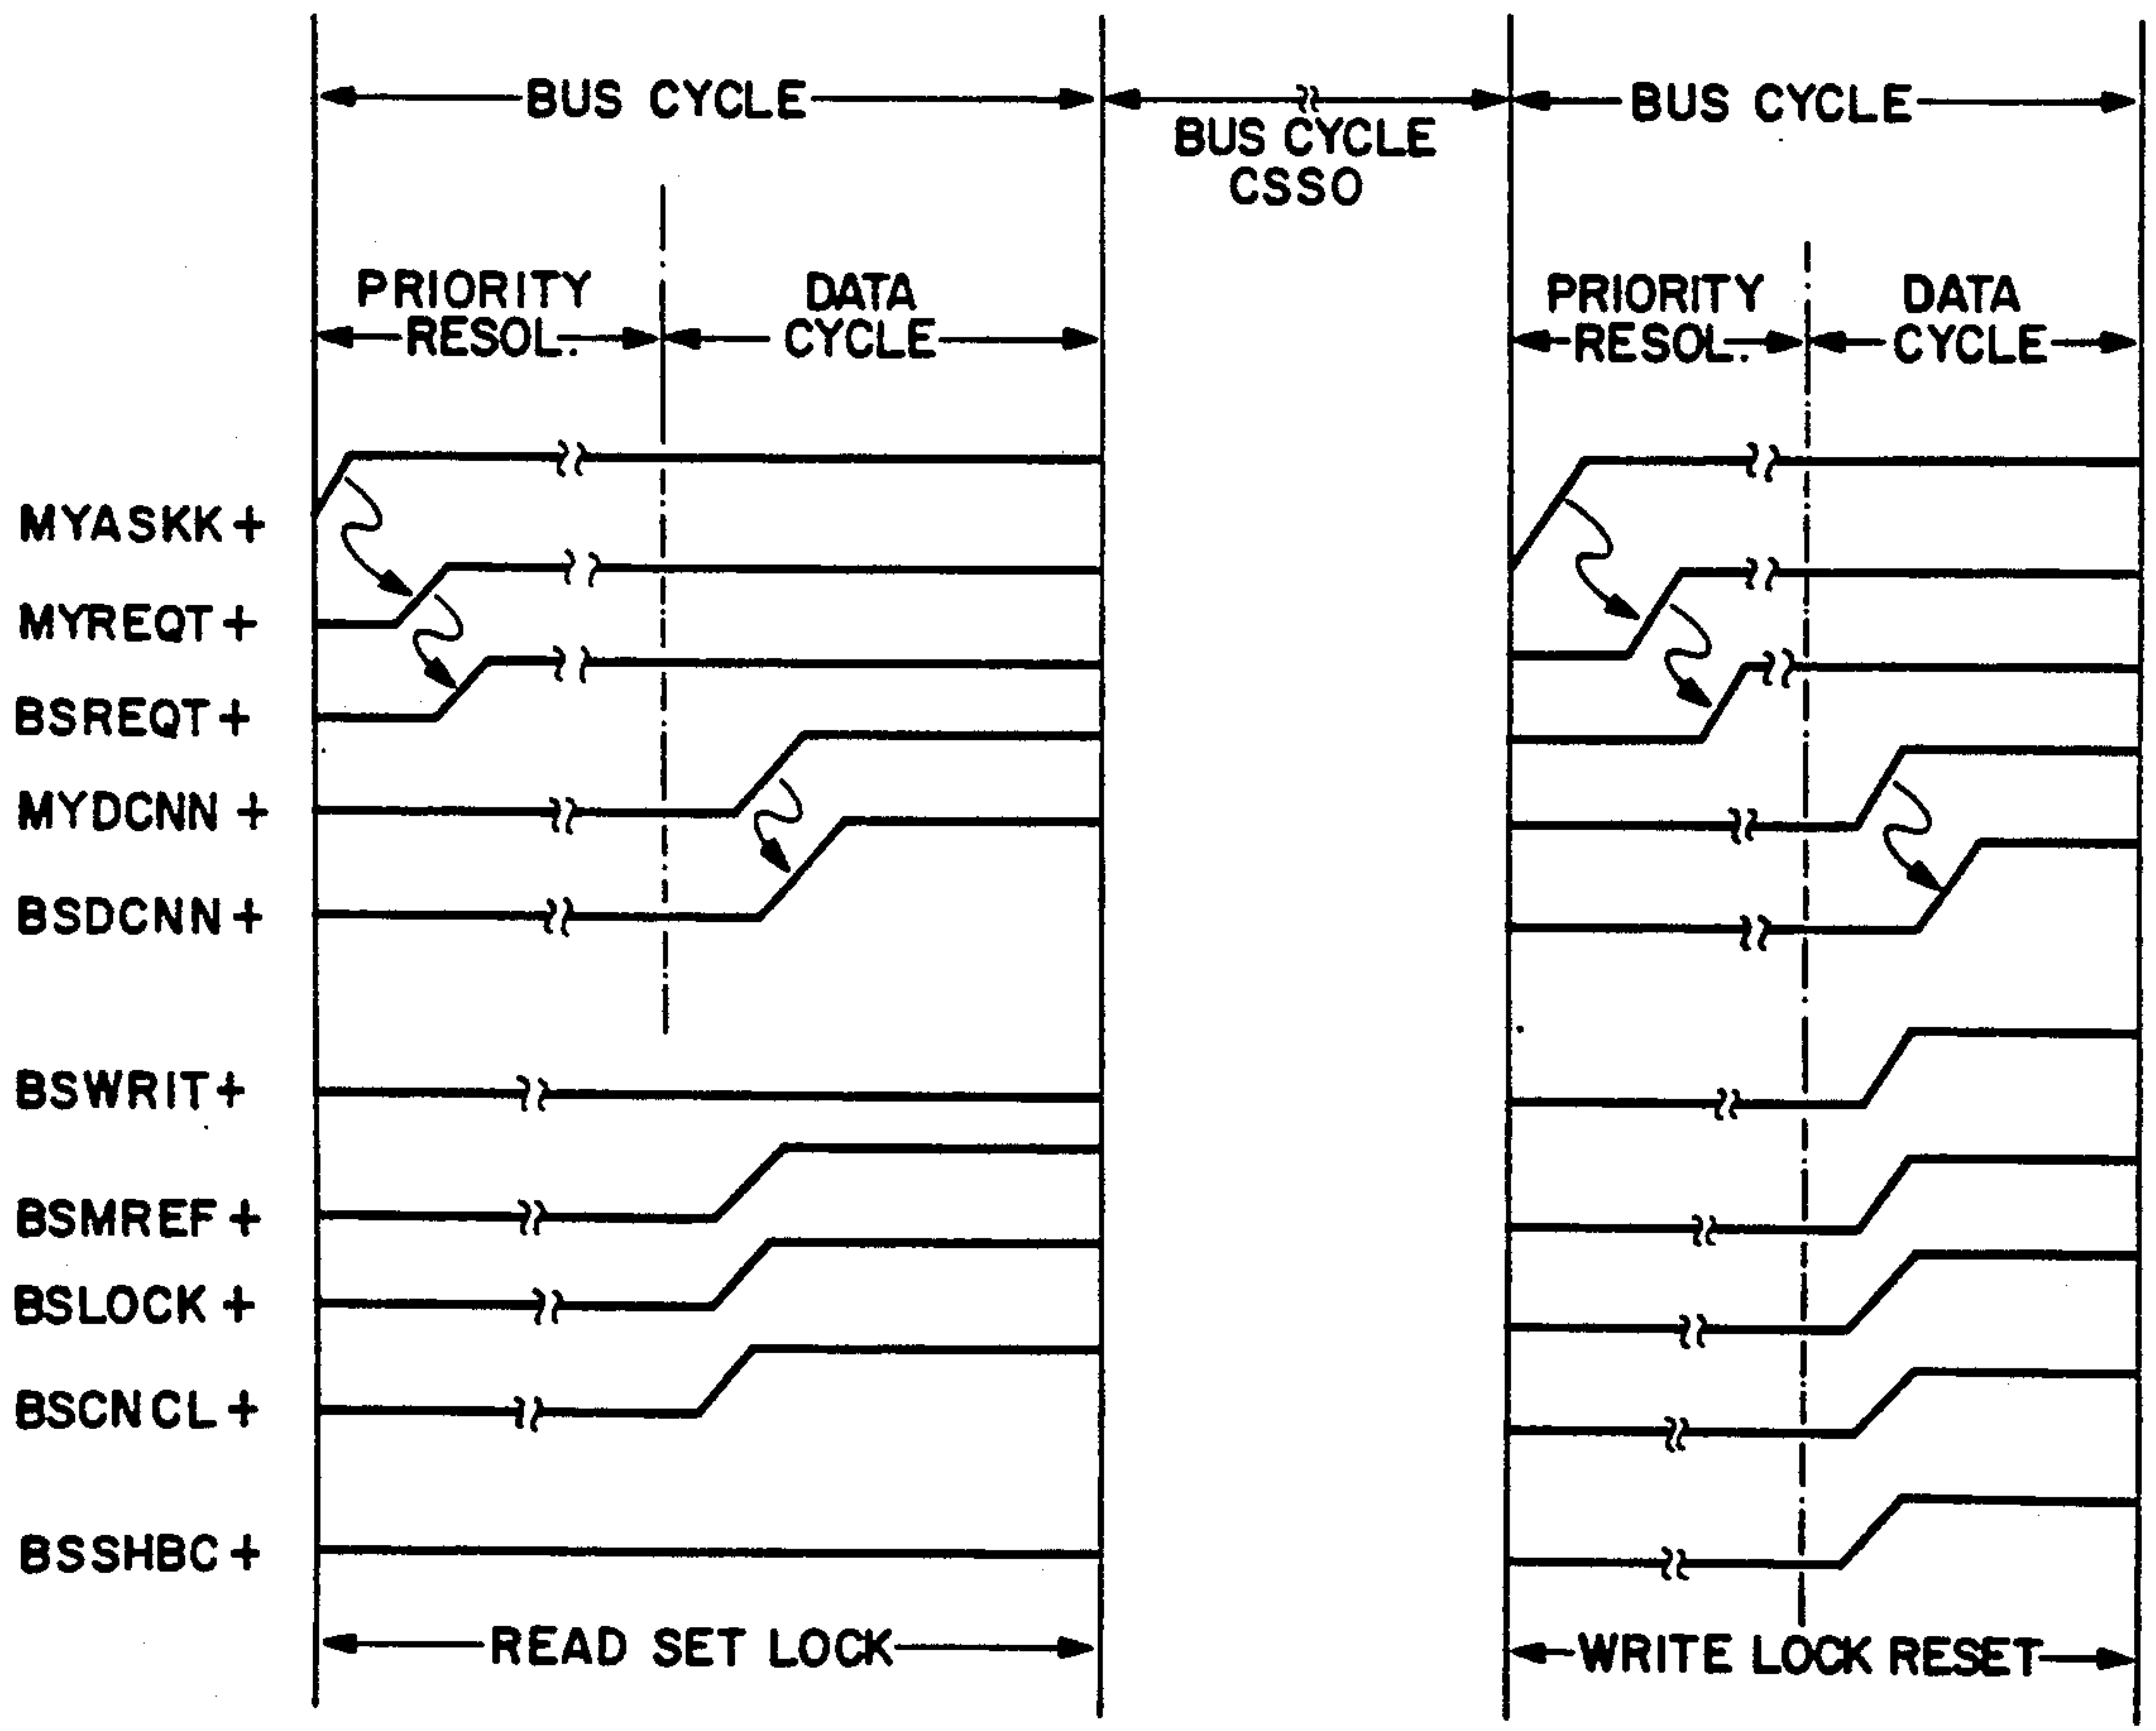 BUS CYCLE
BUS CYCLE
CSSO
BUS CYCLE
PRIORITY
RESOL.
DATA
CYCLE
PRIORITY
RESOL.
DATA
CYCLE
MYASKK+
MYREQT+
BSREQT+
MYDCNN+
BSDCNN+
BSWRIT+
BSMREF+
BSLOCK+
BSCNCL+
BSSHBC+
READ SET LOCK
WRITE LOCK RESET